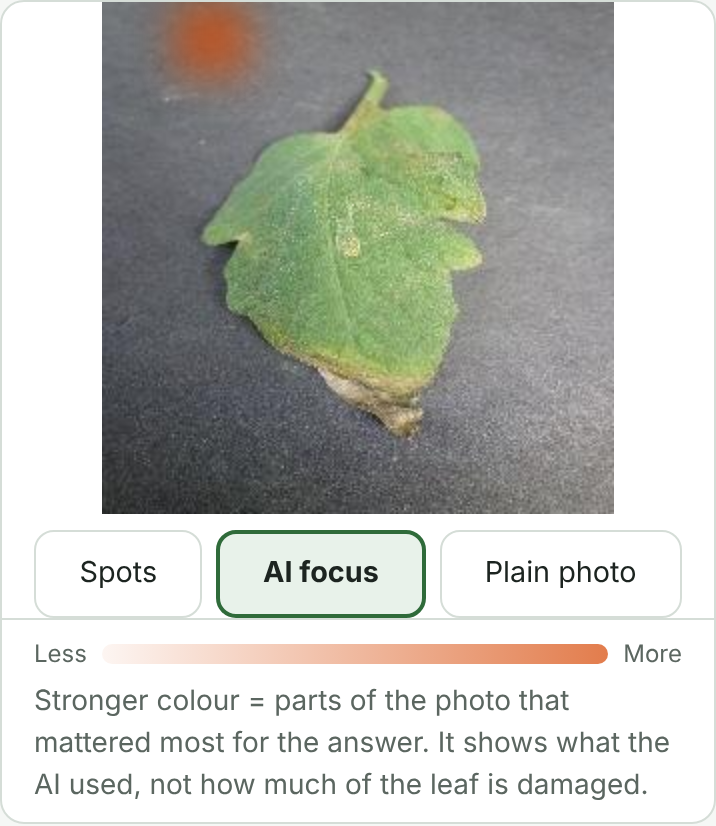 Spots
AI focus
Plain photo
Less
More
Stronger colour = parts of the photo that
mattered most for the answer. It shows what the
AI used, not how much of the leaf is damaged.